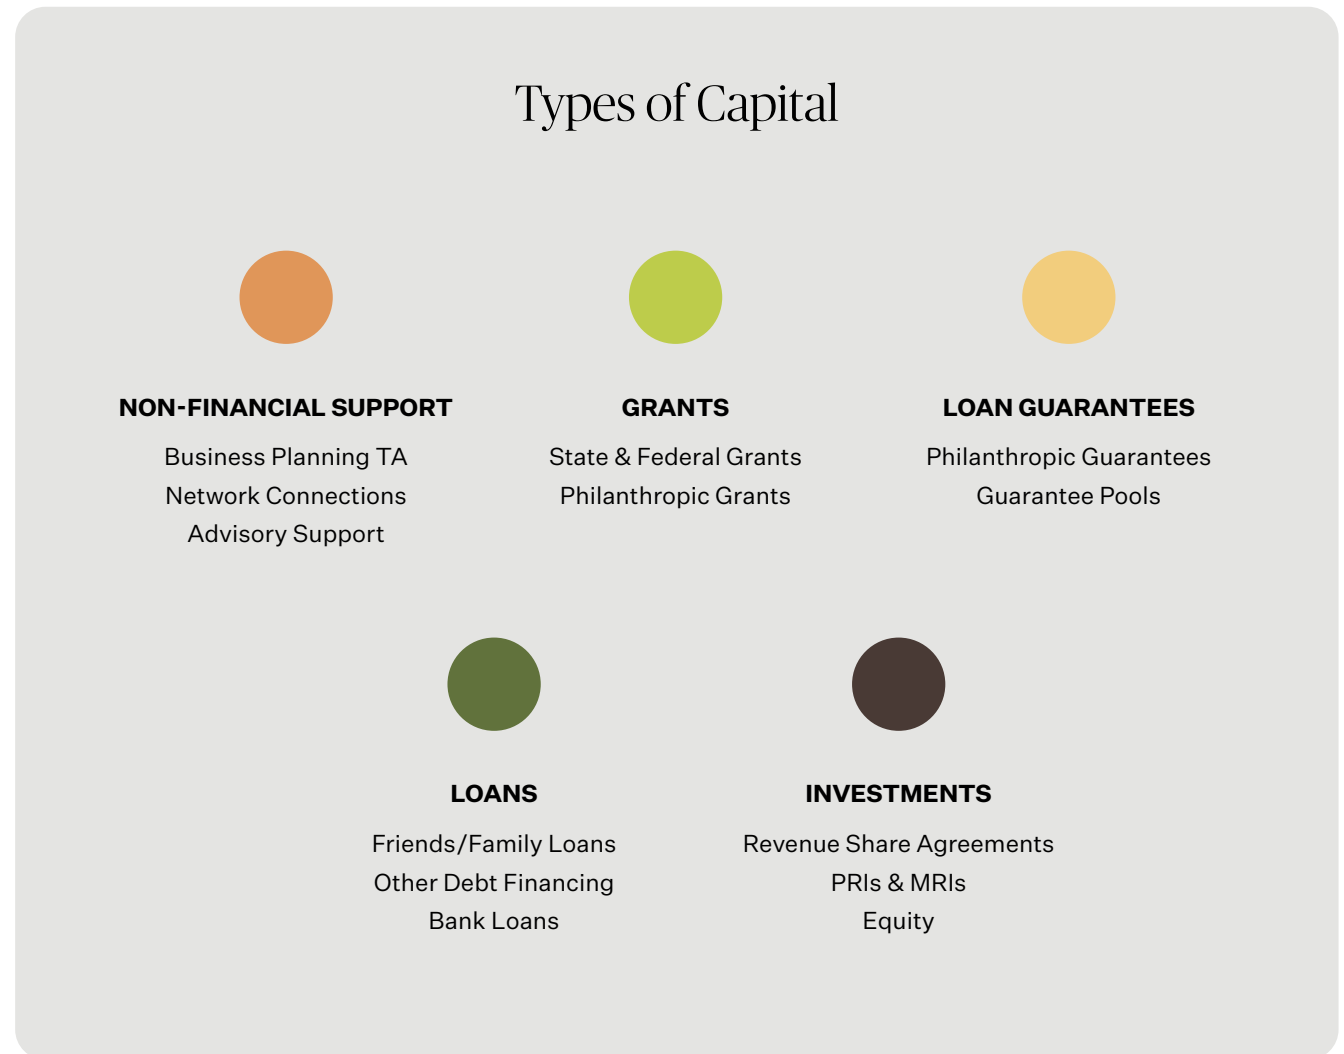 Types of Capital
NON-FINANCIAL SUPPORT
Business Planning TA
Network Connections
Advisory Support
GRANTS
State & Federal Grants
Philanthropic Grants
LOAN GUARANTEES
Philanthropic Guarantees
Guarantee Pools
LOANS
Friends/Family Loans
Other Debt Financing
Bank Loans
INVESTMENTS
Revenue Share Agreements
PRIs & MRIs
Equity